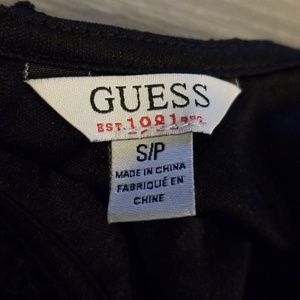 GUESS
EST. 1981
S/P
MADE IN CHINA
FABRIQUÉ EN
CHINE